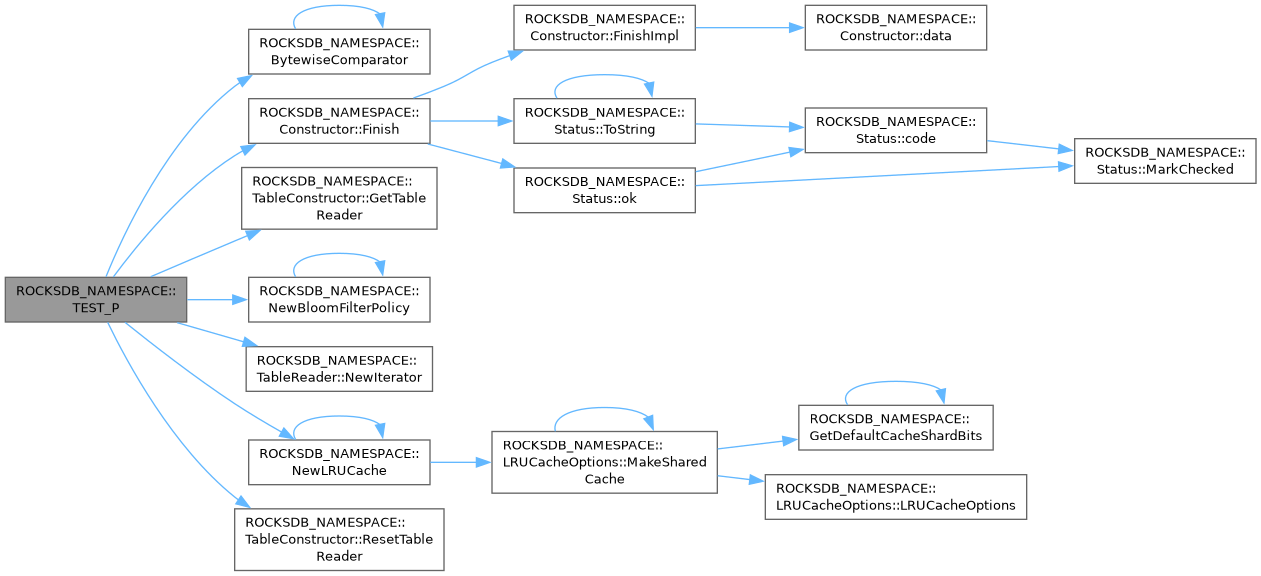 ROCKSDB_NAMESPACE::
TEST_P
ROCKSDB_NAMESPACE::
BytewiseComparator
ROCKSDB_NAMESPACE::
Constructor::Finish
ROCKSDB_NAMESPACE::
TableConstructor::GetTable
Reader
ROCKSDB_NAMESPACE::
NewBloomFilterPolicy
ROCKSDB_NAMESPACE::
TableReader::NewIterator
ROCKSDB_NAMESPACE::
NewLRUCache
ROCKSDB_NAMESPACE::
TableConstructor::ResetTable
Reader
ROCKSDB_NAMESPACE::
Constructor::FinishImpl
ROCKSDB_NAMESPACE::
Status::ToString
ROCKSDB_NAMESPACE::
Status::ok
ROCKSDB_NAMESPACE::
LRUCacheOptions::MakeShared
Cache
ROCKSDB_NAMESPACE::
Constructor::data
ROCKSDB_NAMESPACE::
Status::code
ROCKSDB_NAMESPACE::
Status::MarkChecked
ROCKSDB_NAMESPACE::
GetDefaultCacheShardBits
ROCKSDB_NAMESPACE::
LRUCacheOptions::LRUCacheOptions